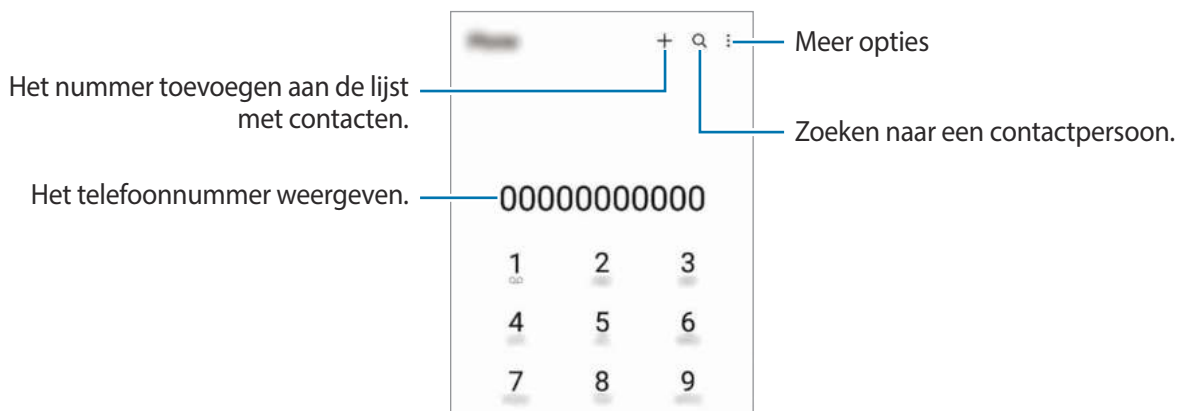 Meer opties
Het nummer toevoegen aan de lijst
met contacten.
Zoeken naar een contactpersoon.
Het telefoonnummer weergeven.
00000000000
1 2 3
4 5 6
7 8 9